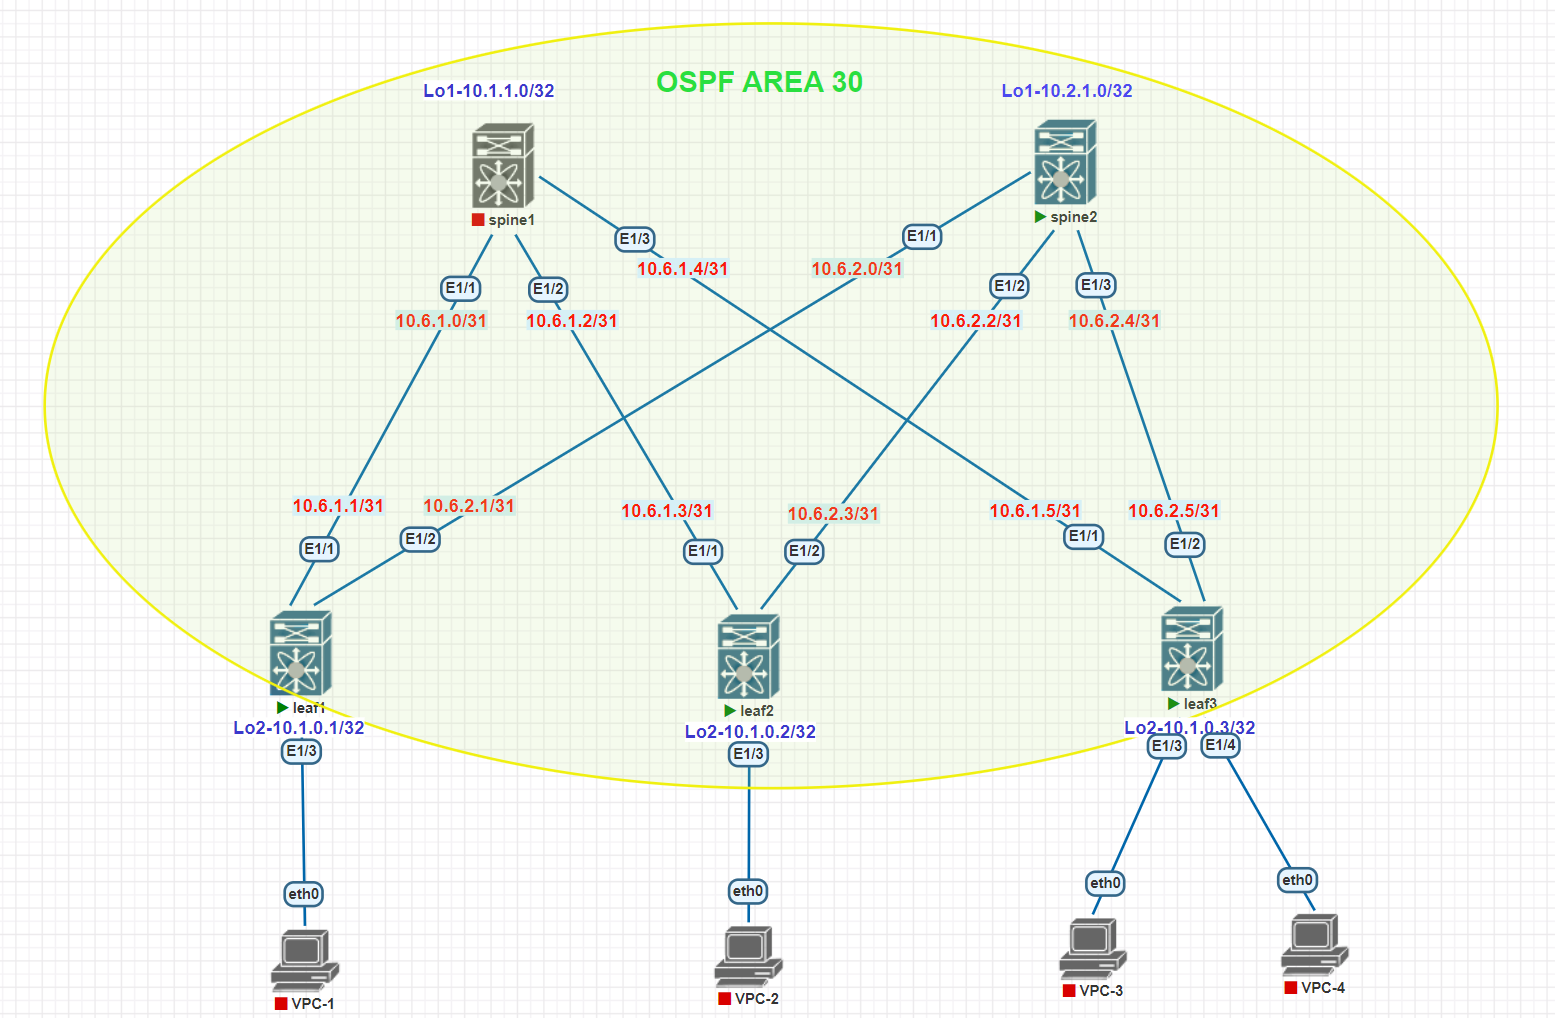 OSPF AREA 30
Lo1-10.1.1.0/32
Lo1-10.2.1.0/32
spine1
spine2
E1/3
E1/1
10.6.1.4/31
10.6.2.0/31
E1/1
E1/2
E1/2
E1/3
10.6.1.0/31
10.6.1.2/31
10.6.2.2/31
10.6.2.4/31
10.6.1.1/31
10.6.2.1/31
10.6.1.3/31
10.6.2.3/31
10.6.1.5/31
10.6.2.5/31
E1/1
E1/2
E1/1
E1/2
E1/1
E1/2
leaf1
leaf2
leaf3
Lo2-10.1.0.1/32
Lo2-10.1.0.2/32
Lo2-10.1.0.3/32
E1/3
E1/3
E1/3
E1/4
eth0
eth0
eth0
eth0
VPC-1
VPC-2
VPC-3
VPC-4